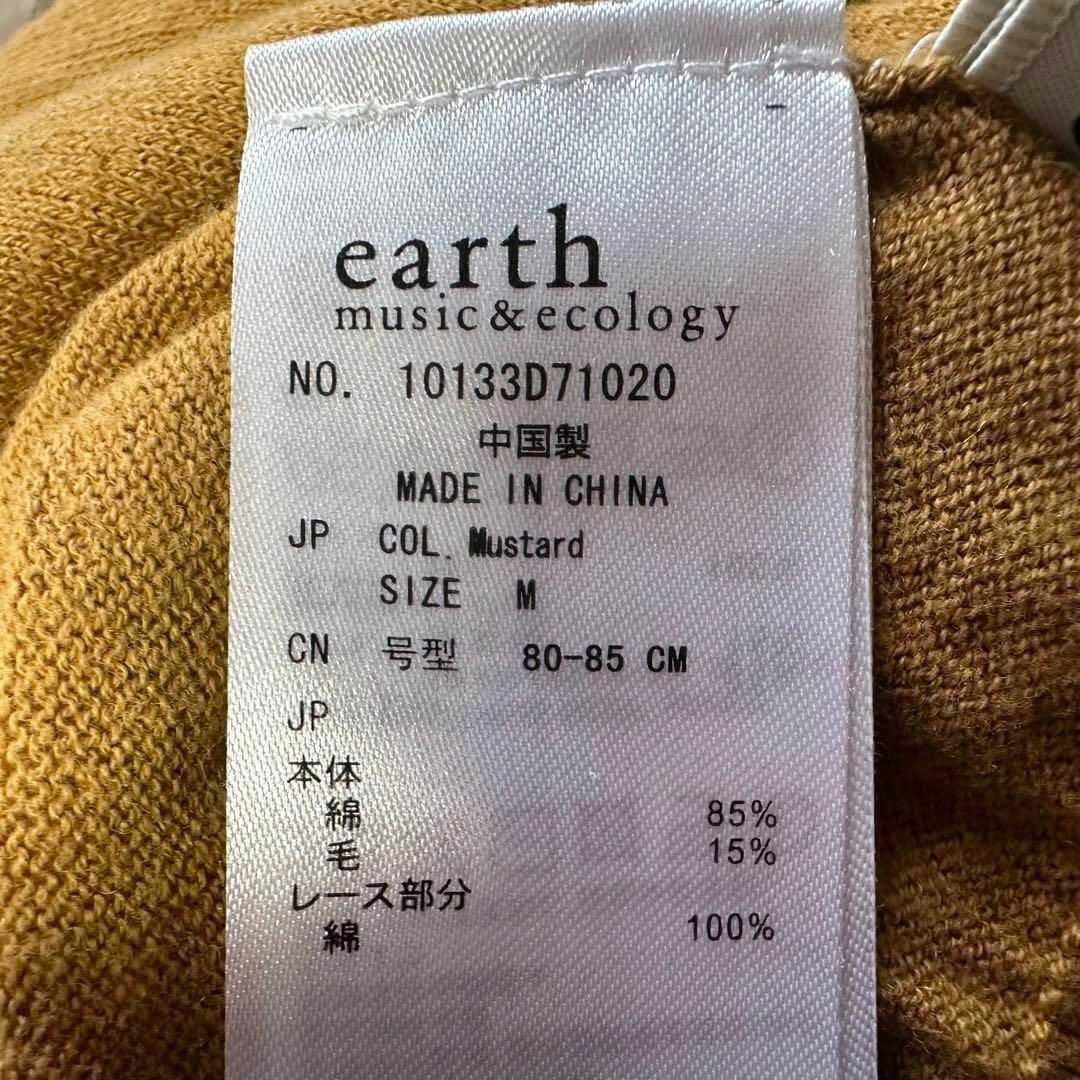 earth
music&ecology
NO. 10133D71020
中国製
MADE IN CHINA
JP COL. Mustard
SIZE M
CN 号型 80-85 CM
JP
本体
綿 85%
毛 15%
レース部分
綿 100%